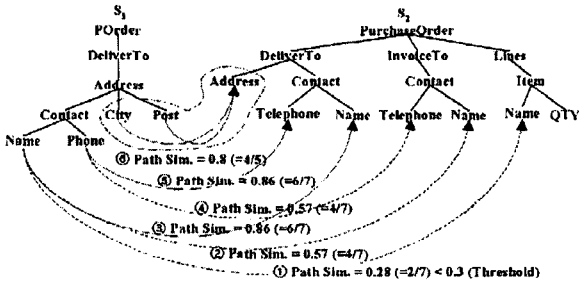 S1 S2
POrder PurchaseOrder
DeliverTo DeliverTo InvoiceTo Lines
Address Address Contact Contact Item
Contact City Post Telephone Name Telephone Name Name QTY
Name Phone
⑥ Path Sim. = 0.8 (=4/5)
⑤ Path Sim. = 0.86 (=6/7)
④ Path Sim. = 0.57 (=4/7)
③ Path Sim. = 0.86 (=6/7)
② Path Sim. = 0.57 (=4/7)
① Path Sim. = 0.28 (=2/7) < 0.3 (Threshold)